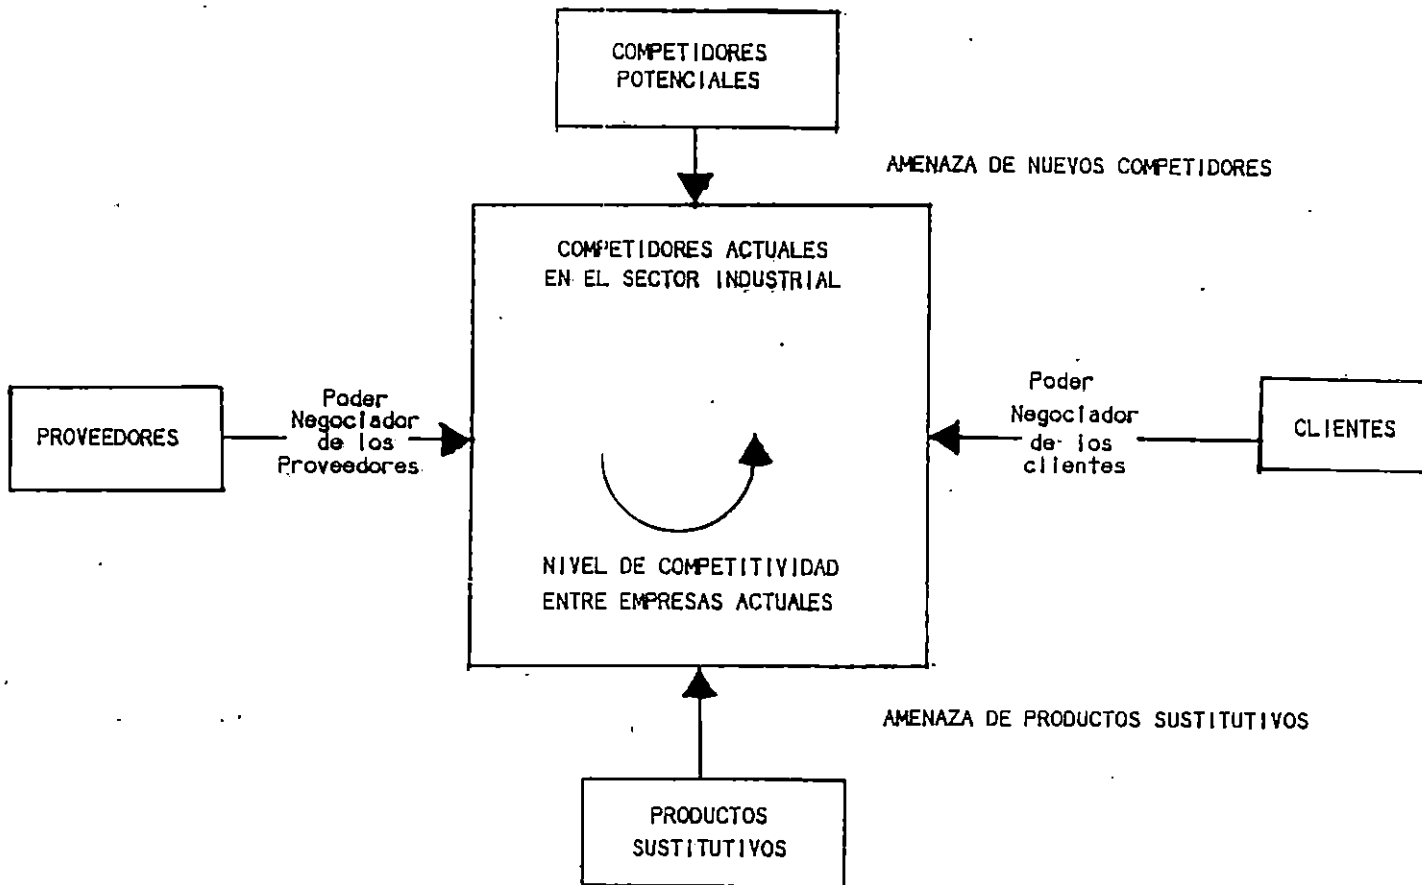 COMPETIDORES
POTENCIALES
AMENAZA DE NUEVOS COMPETIDORES
COMPETIDORES ACTUALES
EN EL SECTOR INDUSTRIAL
PROVEEDORES
Poder
Negociador
de los
Proveedores
Poder
Negociador
de los
clientes
CLIENTES
NIVEL DE COMPETITIVIDAD
ENTRE EMPRESAS ACTUALES
AMENAZA DE PRODUCTOS SUSTITUTIVOS
PRODUCTOS
SUSTITUTIVOS